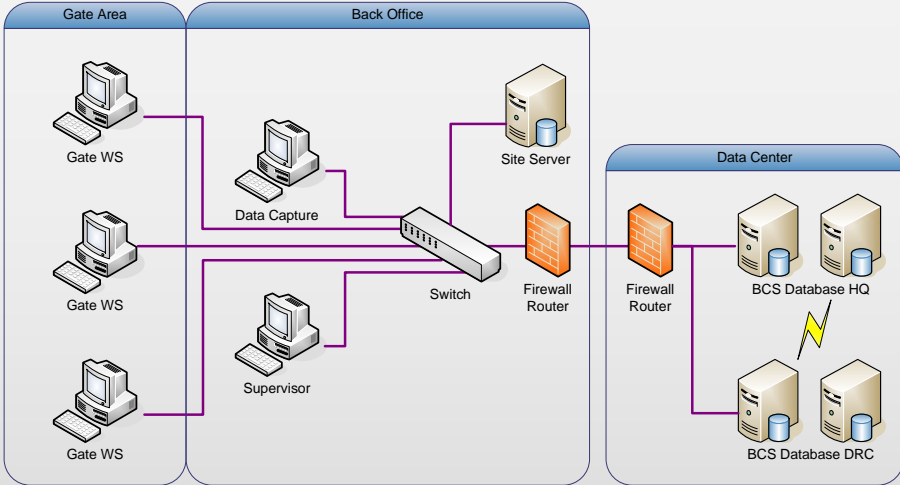 Gate Area
Back Office
Gate WS
Data Capture
Site Server
Data Center
Gate WS
Switch
Firewall
Router
Firewall
Router
BCS Database HQ
Supervisor
Gate WS
BCS Database DRC